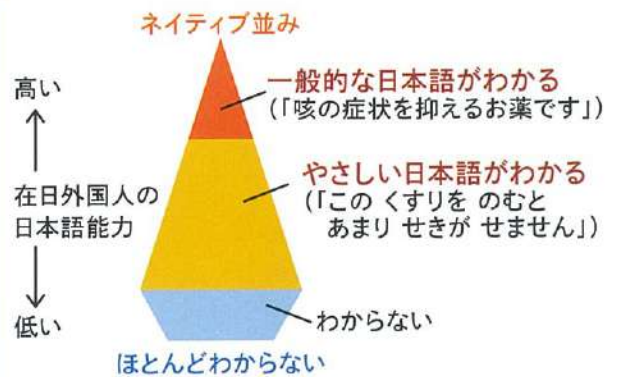 ネイティブ並み
高い
在日外国人の
日本語能力
低い
一般的な日本語がわかる
(「咳の症状を抑えるお薬です」)
やさしい日本語がわかる
(「この くすりを のむと
あまり せきが せません」)
わからない
ほとんどわからない